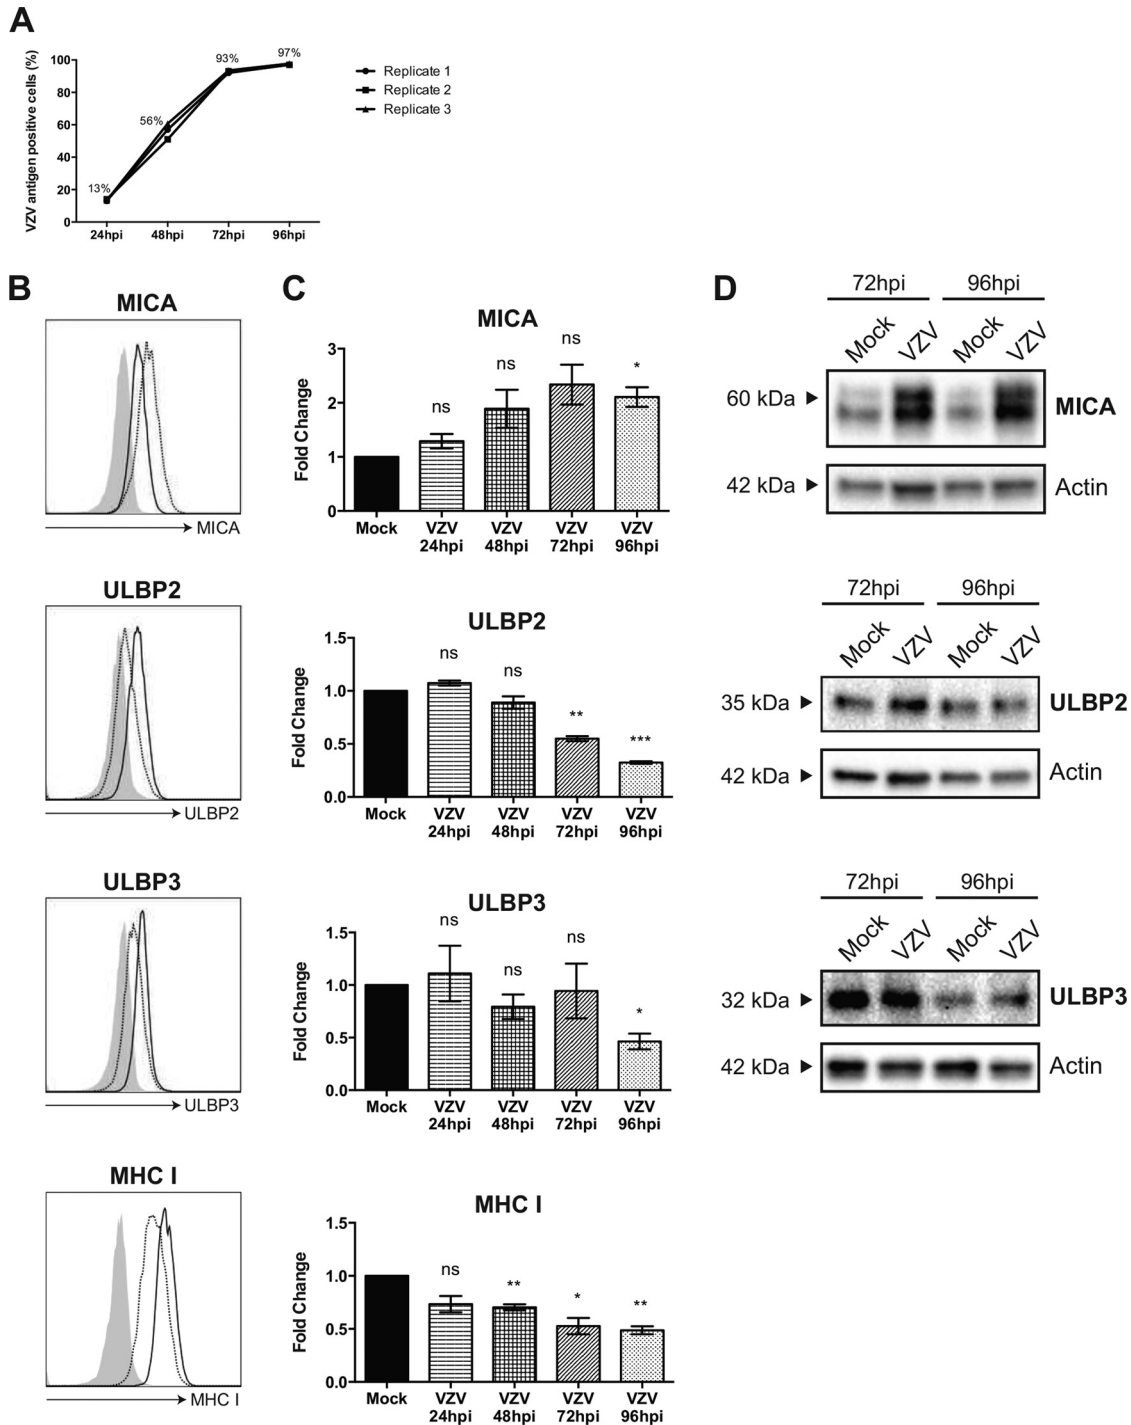 A
VZV antigen positive cells (%)
100
80
60
40
20
0
13%
56%
93%
97%
24hpi 48hpi 72hpi 96hpi
Replicate 1
Replicate 2
Replicate 3
B
MICA
MICA
ULBP2
ULBP2
ULBP3
ULBP3
MHC I
MHC I
C
MICA
Fold Change
3
2
1
0
ns ns ns *
Mock VZV VZV VZV VZV
24hpi 48hpi 72hpi 96hpi
ULBP2
Fold Change
1.5
1.0
0.5
0.0
ns ns ** ***
Mock VZV VZV VZV VZV
24hpi 48hpi 72hpi 96hpi
ULBP3
Fold Change
1.5
1.0
0.5
0.0
ns ns ns *
Mock VZV VZV VZV VZV
24hpi 48hpi 72hpi 96hpi
MHC I
Fold Change
1.5
1.0
0.5
0.0
ns ** * **
Mock VZV VZV VZV VZV
24hpi 48hpi 72hpi 96hpi
D
72hpi 96hpi
Mock VZV Mock VZV
60 kDa MICA
42 kDa Actin
72hpi 96hpi
Mock VZV Mock VZV
35 kDa ULBP2
42 kDa Actin
72hpi 96hpi
Mock VZV Mock VZV
32 kDa ULBP3
42 kDa Actin